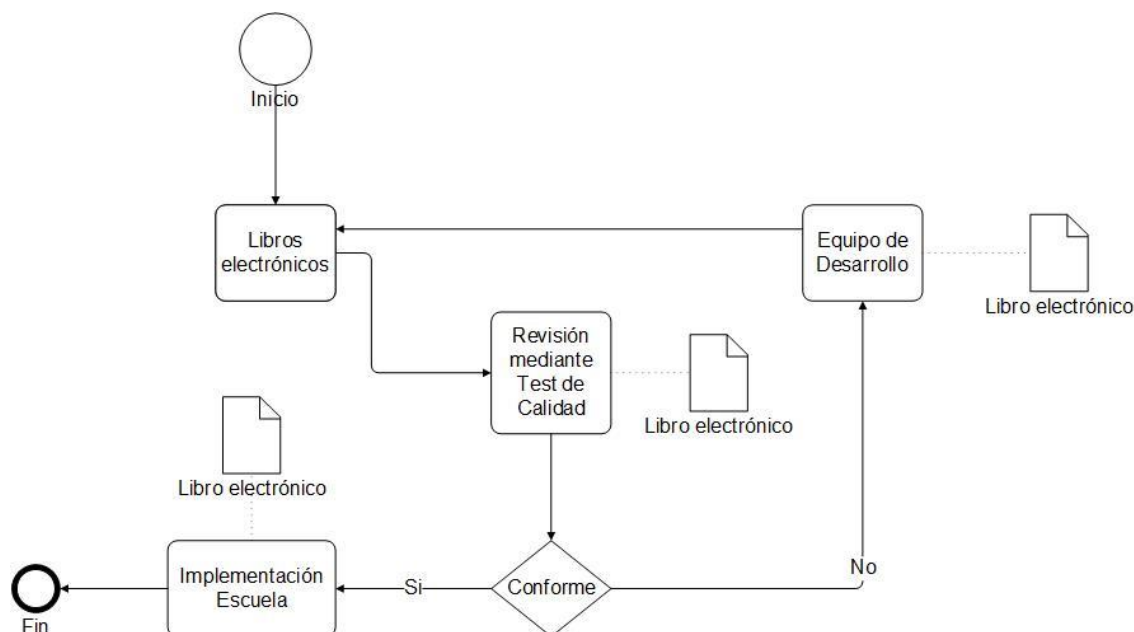 Inicio
Libros
electrónicos
Equipo de
Desarrollo
Libro electrónico
Revisión
mediante
Test de
Calidad
Libro electrónico
Libro electrónico
Implementación
Escuela
Si
Conforme
No
Fin